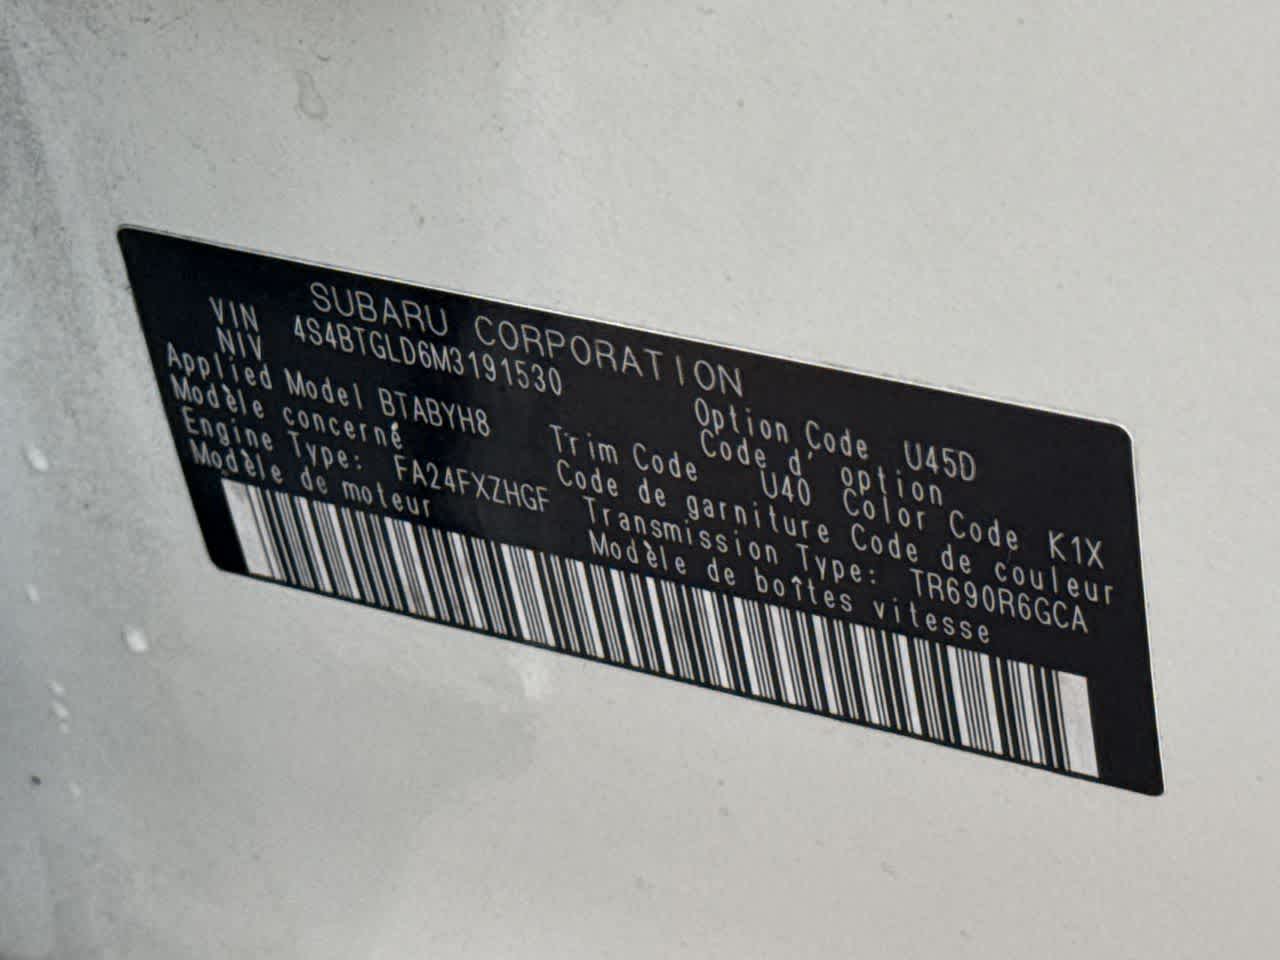 SUBARU CORPORATION
VIN 4S4BTGLD6M3191530 Option Code U45D
NIV Code d' option
Applied Model BTABYH8 Trim Code U40 Color Code K1X
Modèle concerné Code de garniture Code de couleur
Engine Type: FA24FXZHGF Transmission Type: TR690R6GCA
Modèle de moteur Modèle de boîtes vitesse